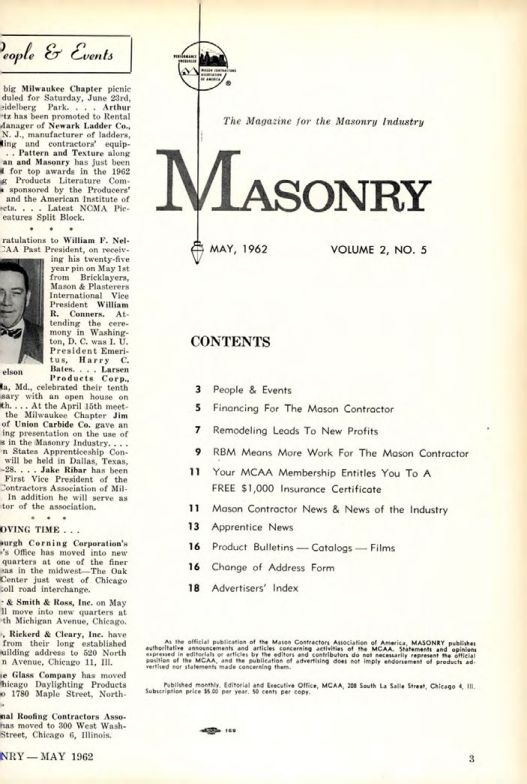 People & Events
big Milwaukee Chapter picnic
duled for Saturday, June 23rd,
eidelberg Park. . . . Arthur
tz has been promoted to Rental
Manager of Newark Ladder Co.,
N. J., manufacturer of ladders,
ding and contractors' equip-
. . Pattern and Texture along
an and Masonry has just been
for top awards in the 1962
g Products Literature Com-
sponsored by the Producers'
and the American Institute of
ects. . . . Latest NCMA Pic-
eatures Split Block.
* * *
ratulations to William F. Nel-
CAA Past President, on receiv-
ing his twenty-five
year pin on May 1st
from Bricklayers,
Mason & Plasterers
International Vice
President William
R. Conners. At-
tending the cere-
mony in Washing-
ton, D. C. was I. U.
President Emeri-
tus, Harry C.
Bates. . . . Larsen
Products Corp.,
elson
a, Md., celebrated their tenth
sary with an open house on
th. . . . At the April 15th meet-
the Milwaukee Chapter Jim
of Union Carbide Co. gave an
ing presentation on the use of
s in the Masonry Industry. . . .
n States Apprenticeship Con-
will be held in Dallas, Texas,
-28. . . . Jake Ribar has been
First Vice President of the
Contractors Association of Mil-
In addition he will serve as
tor of the association.
* * *
OVING TIME . . .
burgh Corning Corporation's
's Office has moved into new
quarters at one of the finer
eas in the midwest—The Oak
Center just west of Chicago
toll road interchange.
& Smith & Ross, Inc. on May
ll move into new quarters at
th Michigan Avenue, Chicago.
, Rickerd & Cleary, Inc. have
from their long established
building address to 520 North
n Avenue, Chicago 11, Ill.
e Glass Company has moved
Chicago Daylighting Products
o 1780 Maple Street, North-
nal Roofing Contractors Asso-
has moved to 300 West Wash-
Street, Chicago 6, Illinois.
NRY — MAY 1962
MASON CONTRACTORS
ASSOCIATION
OF AMERICA
®
The Magazine for the Masonry Industry
MASONRY
MAY, 1962 VOLUME 2, NO. 5
CONTENTS
3 People & Events
5 Financing For The Mason Contractor
7 Remodeling Leads To New Profits
9 RBM Means More Work For The Mason Contractor
11 Your MCAA Membership Entitles You To A
FREE $1,000 Insurance Certificate
11 Mason Contractor News & News of the Industry
13 Apprentice News
16 Product Bulletins — Catalogs — Films
16 Change of Address Form
18 Advertisers' Index
As the official publication of the Mason Contractors Association of America, MASONRY publishes
authoritative announcements and articles concerning activities of the MCAA. Statements and opinions
expressed in editorials or articles by the editors and contributors do not necessarily represent the official
position of the MCAA, and the publication of advertising does not imply endorsement of products ad-
vertised nor statements made concerning them.
Published monthly, Editorial and Executive Office, MCAA, 208 South La Salle Street, Chicago 4, Ill.
Subscription price $5.00 per year. 50 cents per copy.
169
3